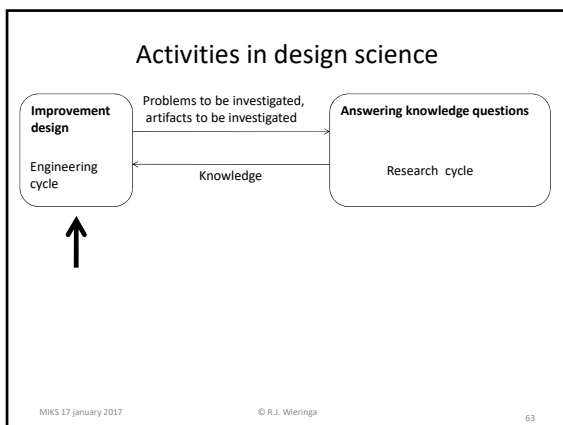 Activities in design science
Improvement
design
Engineering
cycle
Problems to be investigated,
artifacts to be investigated
Knowledge
Answering knowledge questions
Research cycle
MIKS 17 january 2017
© R.J. Wieringa
63